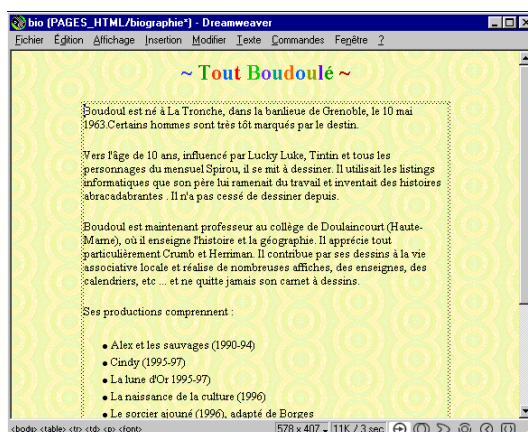 bio (PAGES_HTML/biographie*) - Dreamweaver
Fichier Édition Affichage Insertion Modifier Texte Commandes Fenêtre ?
~ Tout Boudoulé ~
Boudoul est né à La Tronche, dans la banlieue de Grenoble, le 10 mai
1963.Certains hommes sont très tôt marqués par le destin.
Vers l'âge de 10 ans, influencé par Lucky Luke, Tintin et tous les
personnages du mensuel Spirou, il se mit à dessiner. Il utilisait les listings
informatiques que son père lui ramenait du travail et inventait des histoires
abracadabrantes . Il n'a pas cessé de dessiner depuis.
Boudoul est maintenant professeur au collège de Doulaincourt (Haute-
Marne), où il enseigne l'histoire et la géographie. Il apprécie tout
particulièrement Crumb et Herriman. Il contribue par ses dessins à la vie
associative locale et réalise de nombreuses affiches, des enseignes, des
calendriers, etc ... et ne quitte jamais son carnet à dessins.
Ses productions comprennent :
• Alex et les sauvages (1990-94)
• Cindy (1995-97)
• La lune d'Or 1995-97)
• La naissance de la culture (1996)
• Le sorcier ajouné (1996), adapté de Borges
<body> <table> <tr> <td> <p> <font> 578 x 407 11K / 3 sec